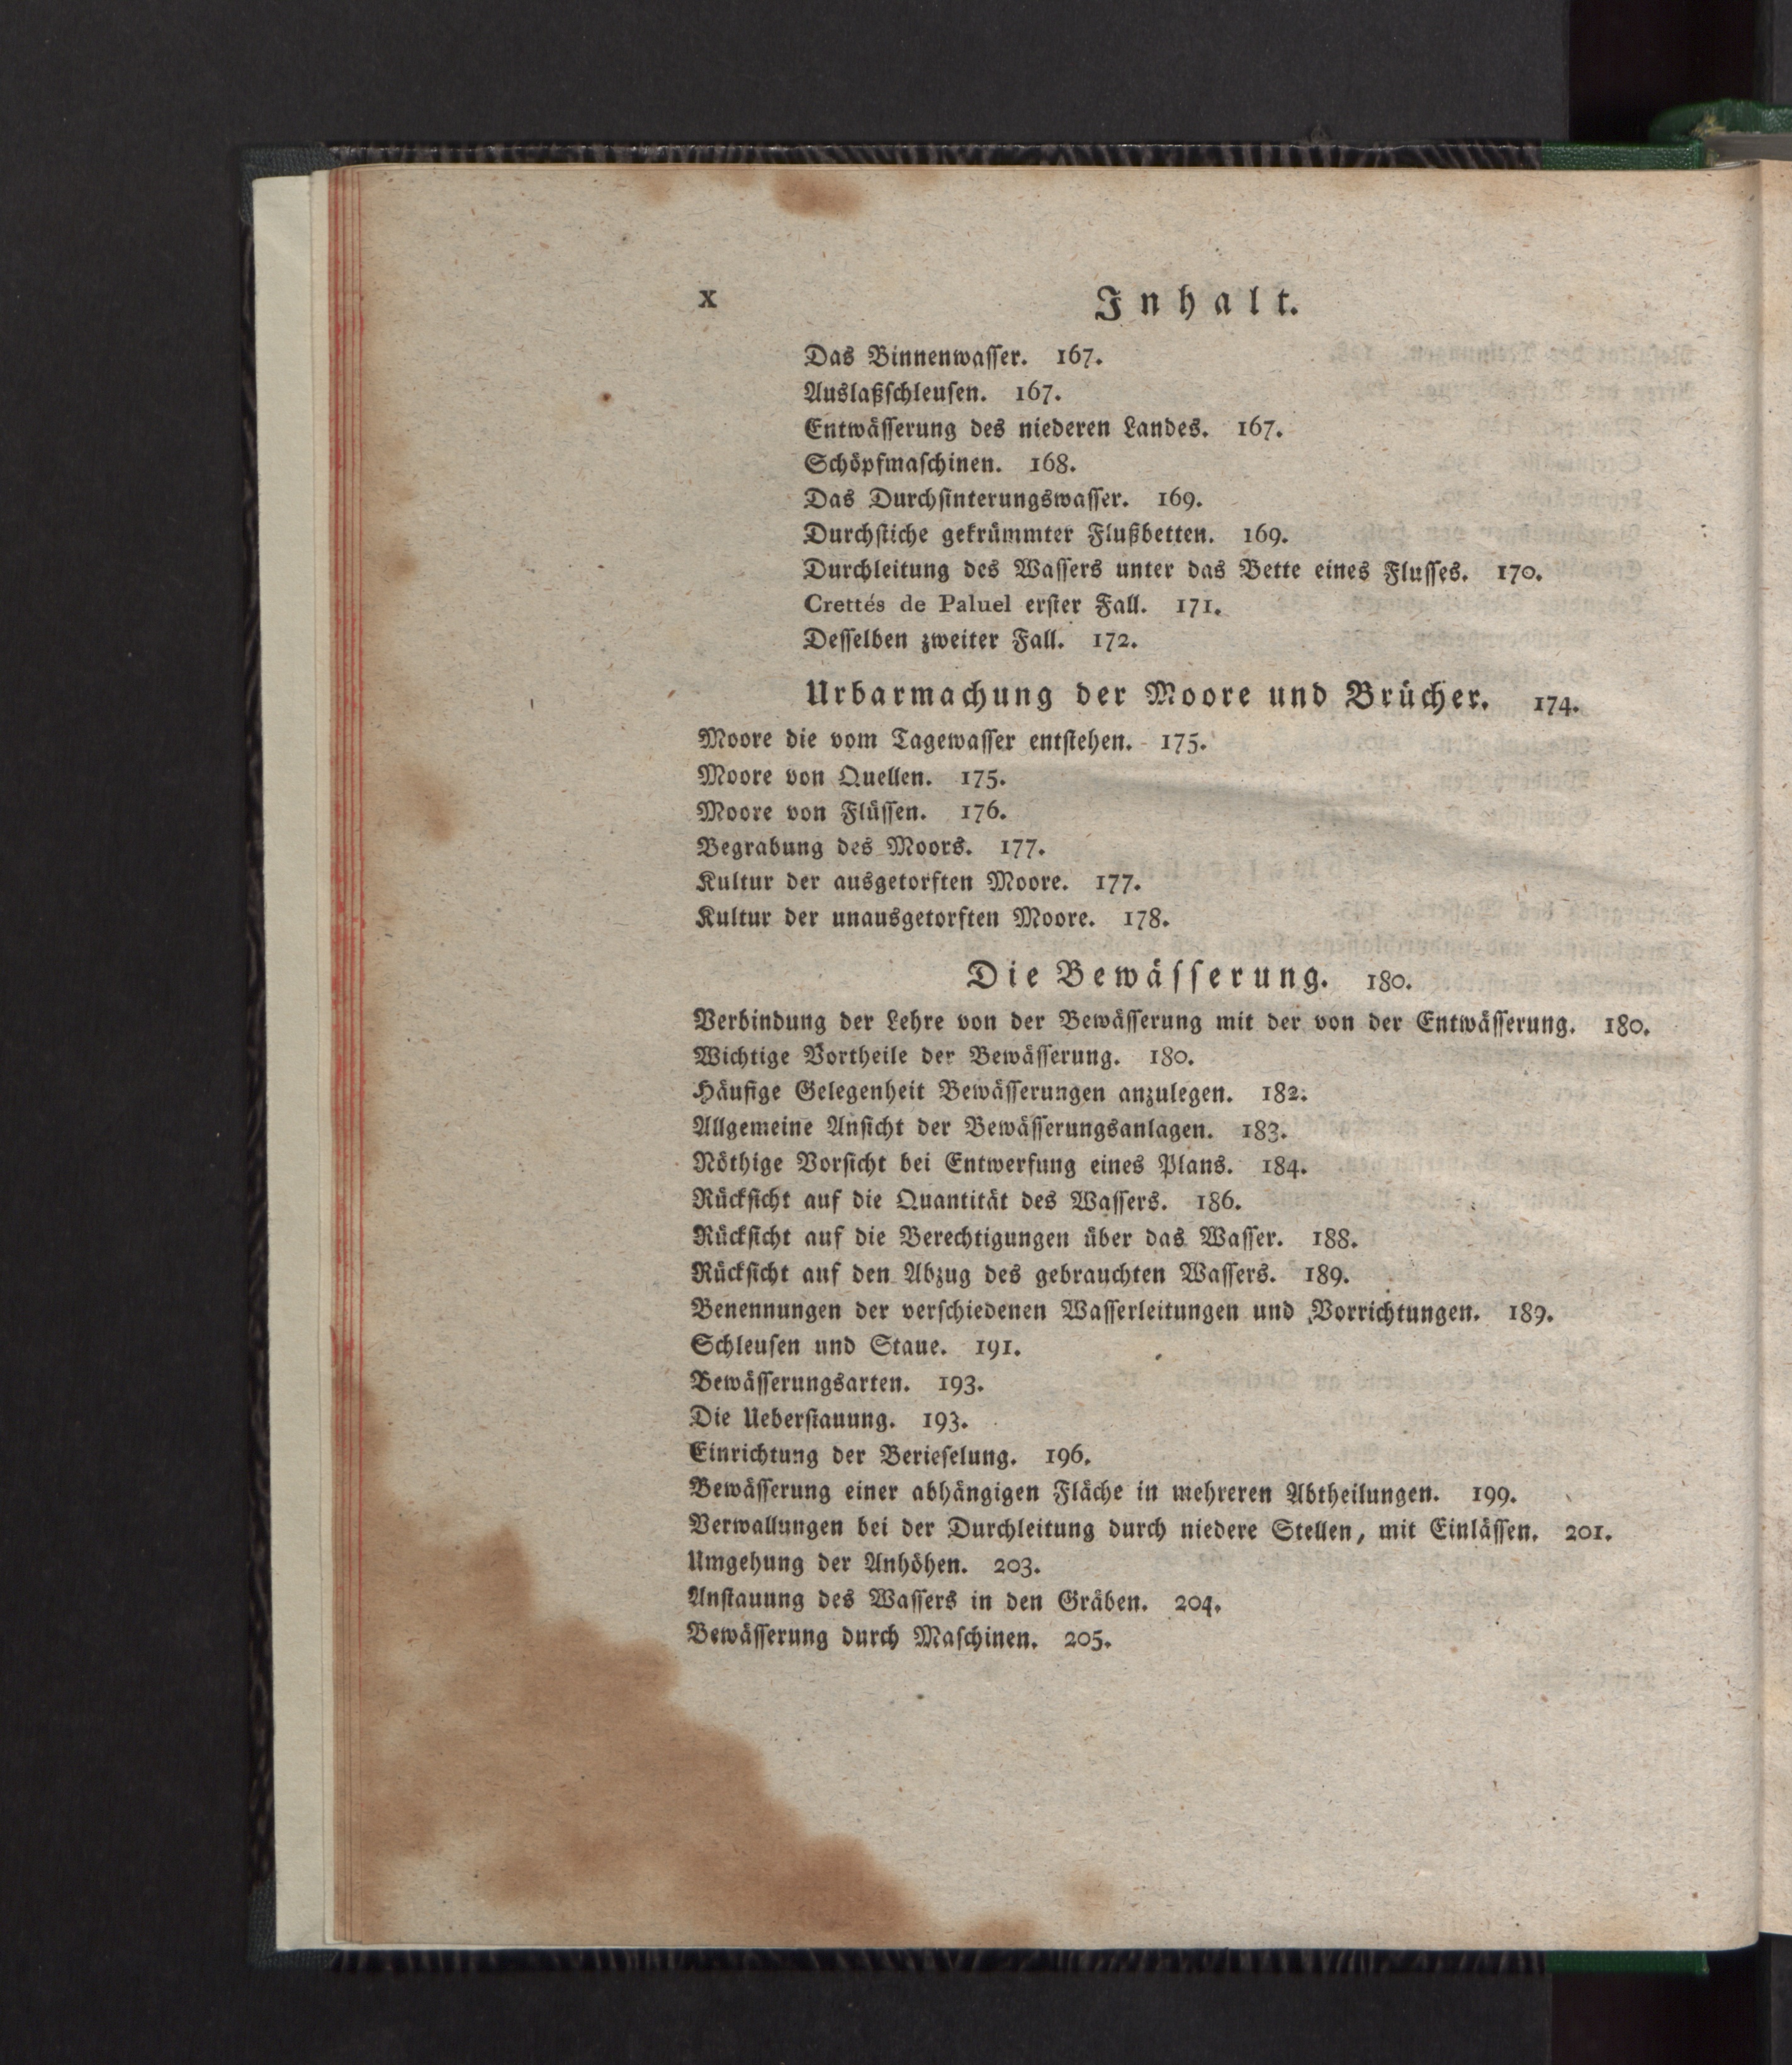 x
Inhalt.
Das Binnenwasser. 167.
Auslaßschleusen. 167.
Entwässerung des niederen Landes. 167.
Schöpfmaschinen. 168.
Das Durchsinterungswasser. 169.
Durchstiche gekrümmter Flußbetten. 169.
Durchleitung des Wassers unter das Bette eines Flusses. 170.
Crettés de Paluel erster Fall. 171.
Desselben zweiter Fall. 172.
Urbarmachung der Moore und Brücher. 174.
Moore die vom Tagewasser entstehen. 175.
Moore von Quellen. 175.
Moore von Flüssen. 176.
Begrabung des Moors. 177.
Kultur der ausgetorften Moore. 177.
Kultur der unausgetorften Moore. 178.
Die Bewässerung. 180.
Verbindung der Lehre von der Bewässerung mit der von der Entwässerung. 180.
Wichtige Vortheile der Bewässerung. 180.
Häufige Gelegenheit Bewässerungen anzulegen. 182.
Allgemeine Ansicht der Bewässerungsanlagen. 183.
Nöthige Vorsicht bei Entwerfung eines Plans. 184.
Rücksicht auf die Quantität des Wassers. 186.
Rücksicht auf die Berechtigungen über das Wasser. 188.
Rücksicht auf den Abzug des gebrauchten Wassers. 189.
Benennungen der verschiedenen Wasserleitungen und Vorrichtungen. 189.
Schleusen und Staue. 191.
Bewässerungsarten. 193.
Die Ueberstauung. 193.
Einrichtung der Berieselung. 196.
Bewässerung einer abhängigen Fläche in mehreren Abtheilungen. 199.
Verwallungen bei der Durchleitung durch niedere Stellen, mit Einlässen. 201.
Umgehung der Anhöhen. 203.
Anstauung des Wassers in den Gräben. 204.
Bewässerung durch Maschinen. 205.